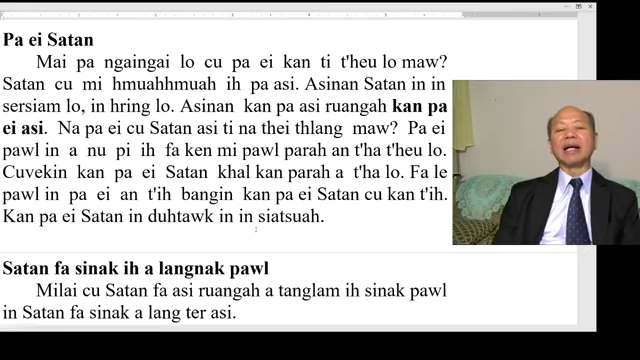 Pa ei Satan
Mai pa ngaingai lo cu pa ei kan ti t'heu lo maw?
Satan cu mi hmuahhmuah ih pa asi. Asinan Satan in in
sersiam lo, in hring lo. Asinan kan pa asi ruangah kan pa
ei asi. Na pa ei cu Satan asi ti na thei thlang maw? Pa ei
pawl in a nu pi ih fa ken mi pawl parah an t'ha t'heu lo.
Cuvekin kan pa ei Satan khal kan parah a t'ha lo. Fa le
pawl in pa ei an t'ih bangin kan pa ei Satan cu kan t'ih.
Kan pa ei Satan in duhtawk in in siatsuah.
Satan fa sinak ih a langnak pawl
Milai cu Satan fa asi ruangah a tanglam ih sinak pawl
in Satan fa sinak a lang ter asi.